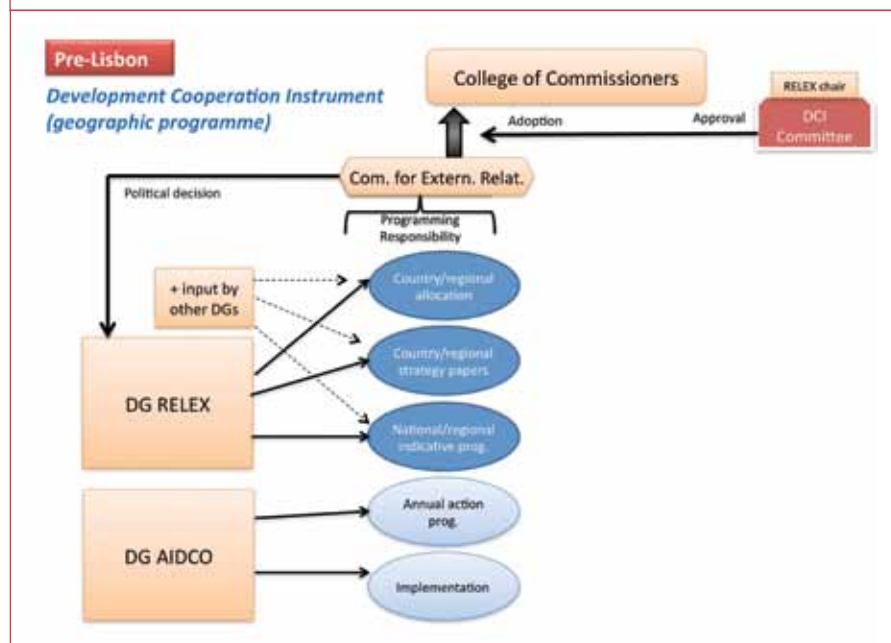 Pre-Lisbon
Development Cooperation Instrument
(geographic programme)
College of Commissioners
RELEX chair
DCI
Committee
Adoption
Approval
Com. for Extern. Relat.
Political decision
Programming
Responsibility
+ input by
other DGs
Country/regional
allocation
Country/regional
strategy papers
DG RELEX
National/regional
indicative prog.
Annual action
prog.
DG AIDCO
Implementation